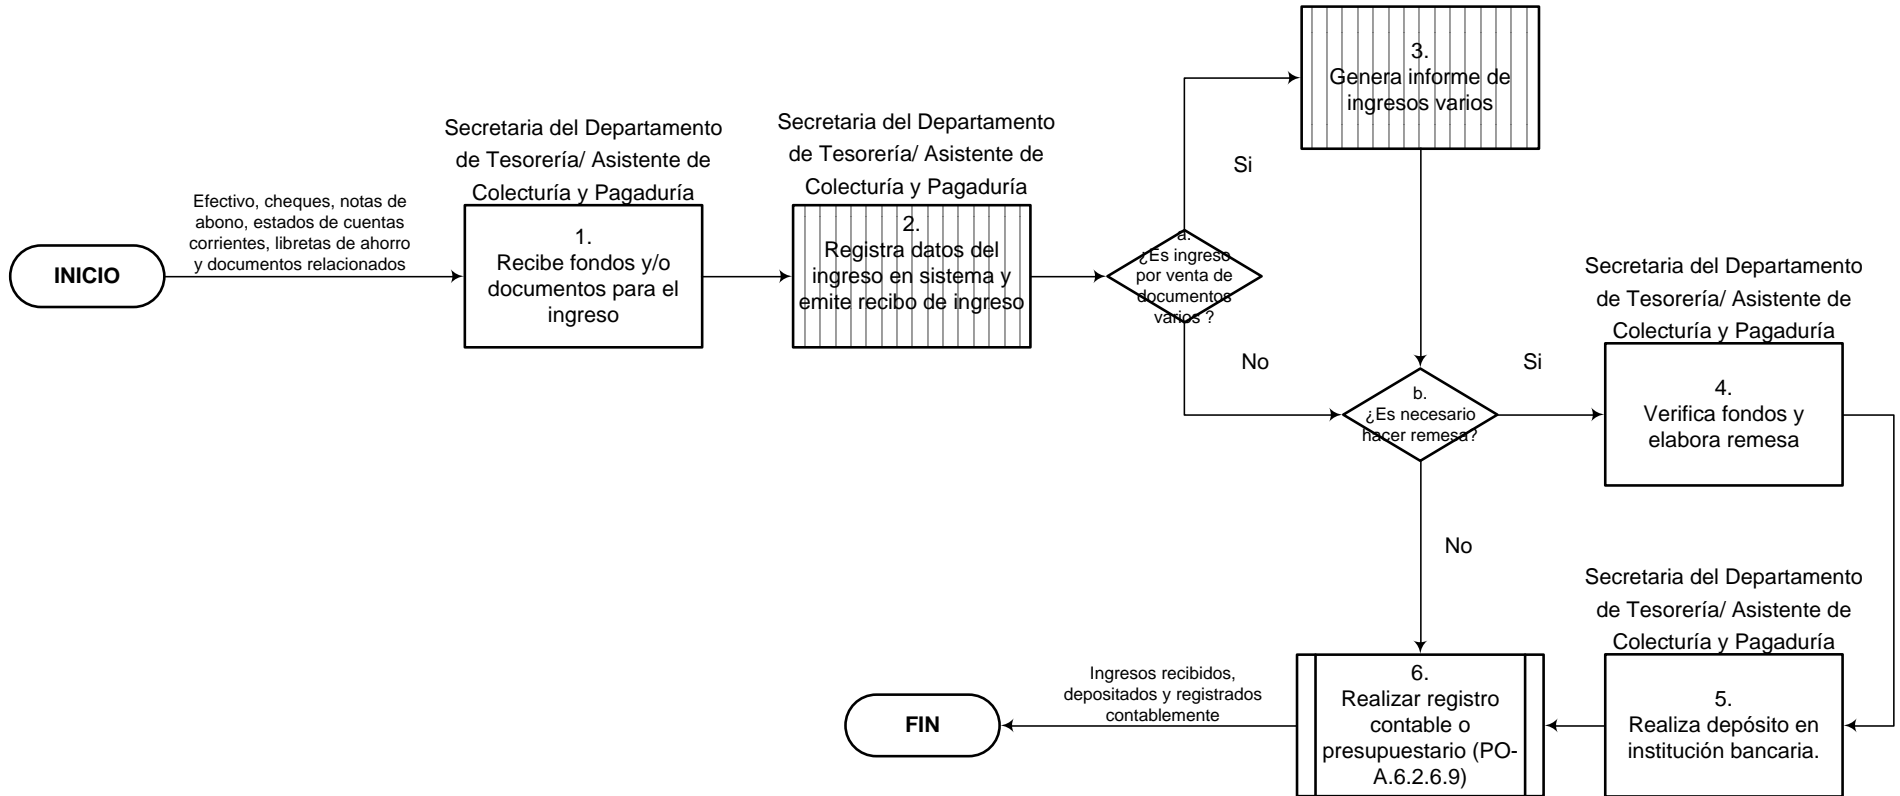 INICIO
Efectivo, cheques, notas de
abono, estados de cuentas
corrientes, libretas de ahorro
y documentos relacionados
Secretaria del Departamento
de Tesorería/ Asistente de
Colecturía y Pagaduría
1.
Recibe fondos y/o
documentos para el
ingreso
Secretaria del Departamento
de Tesorería/ Asistente de
Colecturía y Pagaduría
2.
Registra datos del
ingreso en sistema y
emite recibo de ingreso
a.
¿Es ingreso
por venta de
documentos
varios ?
Si
No
3.
Genera informe de
ingresos varios
b.
¿Es necesario
hacer remesa?
Si
No
Secretaria del Departamento
de Tesorería/ Asistente de
Colecturía y Pagaduría
4.
Verifica fondos y
elabora remesa
Secretaria del Departamento
de Tesorería/ Asistente de
Colecturía y Pagaduría
5.
Realiza depósito en
institución bancaria.
6.
Realizar registro
contable o
presupuestario (PO-
A.6.2.6.9)
Ingresos recibidos,
depositados y registrados
contablemente
FIN